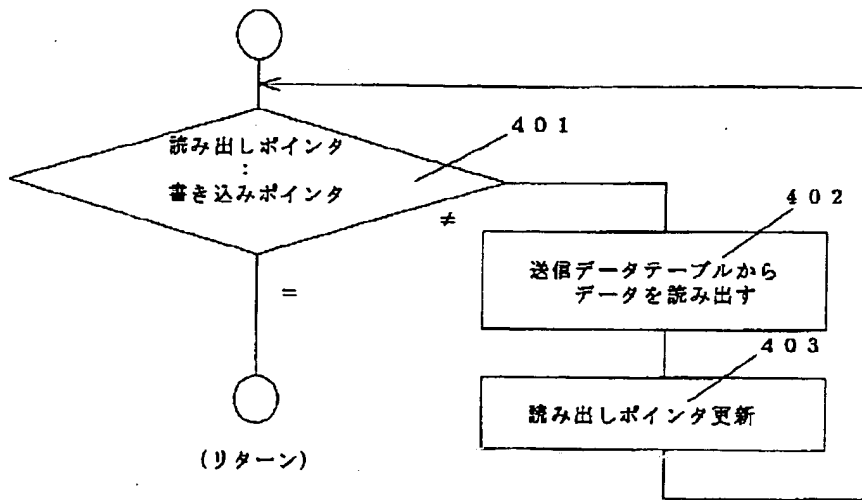 401
読み出しポインタ
:
書き込みポインタ
≠
402
送信データテーブルから
データを読み出す
=
403
読み出しポインタ更新
(リターン)